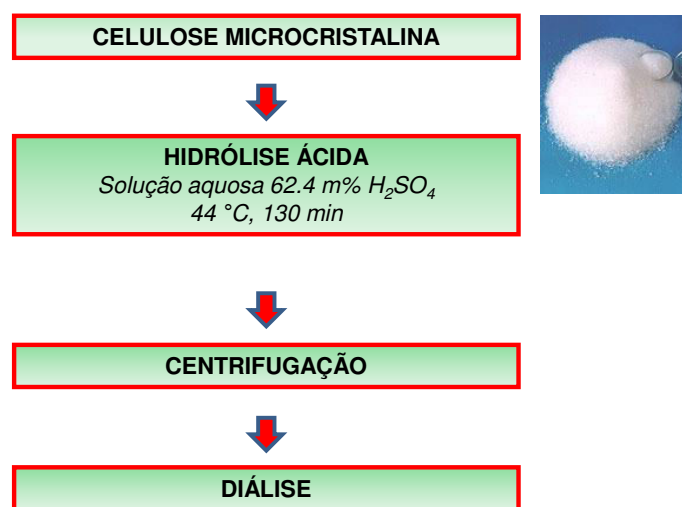 CELULOSE MICROCRISTALINA
HIDRÓLISE ÁCIDA
Solução aquosa 62.4 m% H₂SO₄
44 °C, 130 min
CENTRIFUGAÇÃO
DIÁLISE